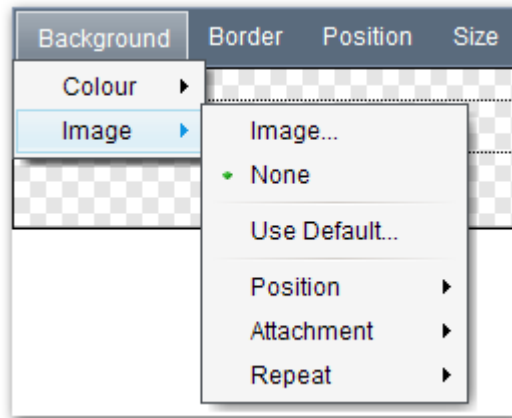 Background Border Position Size
Colour
Image
Image...
None
Use Default...
Position
Attachment
Repeat